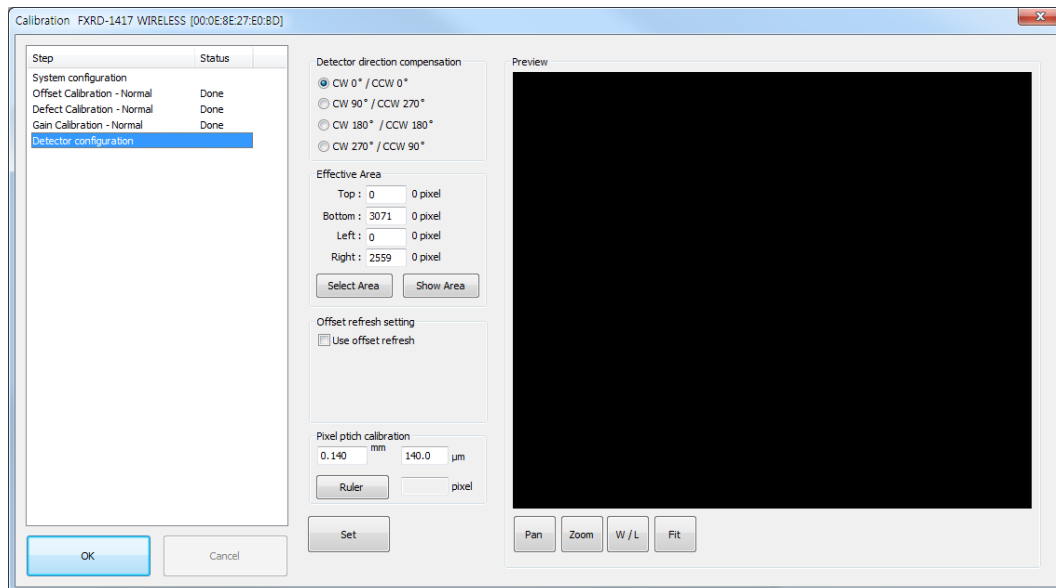 Calibration FXRD-1417 WIRELESS [00:0E:8E:27:E0:BD]
Step Status
System configuration
Offset Calibration - Normal Done
Defect Calibration - Normal Done
Gain Calibration - Normal Done
Detector configuration
OK
Cancel
Detector direction compensation
CW 0° / CCW 0°
CW 90° / CCW 270°
CW 180° / CCW 180°
CW 270° / CCW 90°
Effective Area
Top : 0 0 pixel
Bottom : 3071 0 pixel
Left : 0 0 pixel
Right : 2559 0 pixel
Select Area Show Area
Offset refresh setting
Use offset refresh
Pixel ptich calibration
0.140 mm 140.0 µm
Ruler pixel
Set
Preview
Pan Zoom W / L Fit